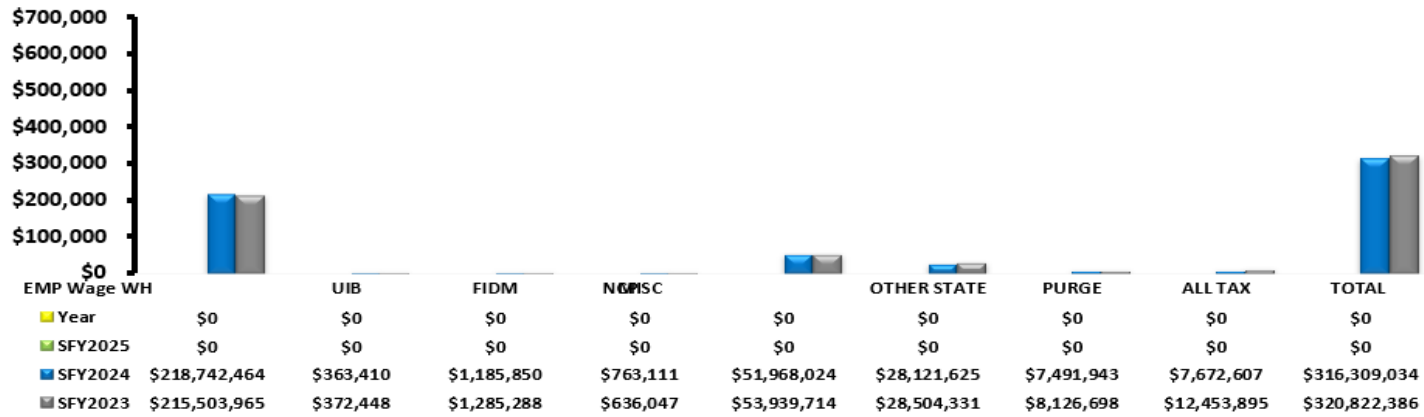 $700,000
$600,000
$500,000
$400,000
$300,000
$200,000
$100,000
$0
EMP Wage WH UIB FIDM MISC OTHER STATE PURGE ALL TAX TOTAL
Year $0 $0 $0 $0 $0 $0 $0 $0 $0
SFY2025 $0 $0 $0 $0 $0 $0 $0 $0 $0
SFY2024 $218,742,464 $363,410 $1,185,850 $763,111 $51,968,024 $28,121,625 $7,491,943 $7,672,607 $316,309,034
SFY2023 $215,503,965 $372,448 $1,285,288 $636,047 $53,939,714 $28,504,331 $8,126,698 $12,453,895 $320,822,386